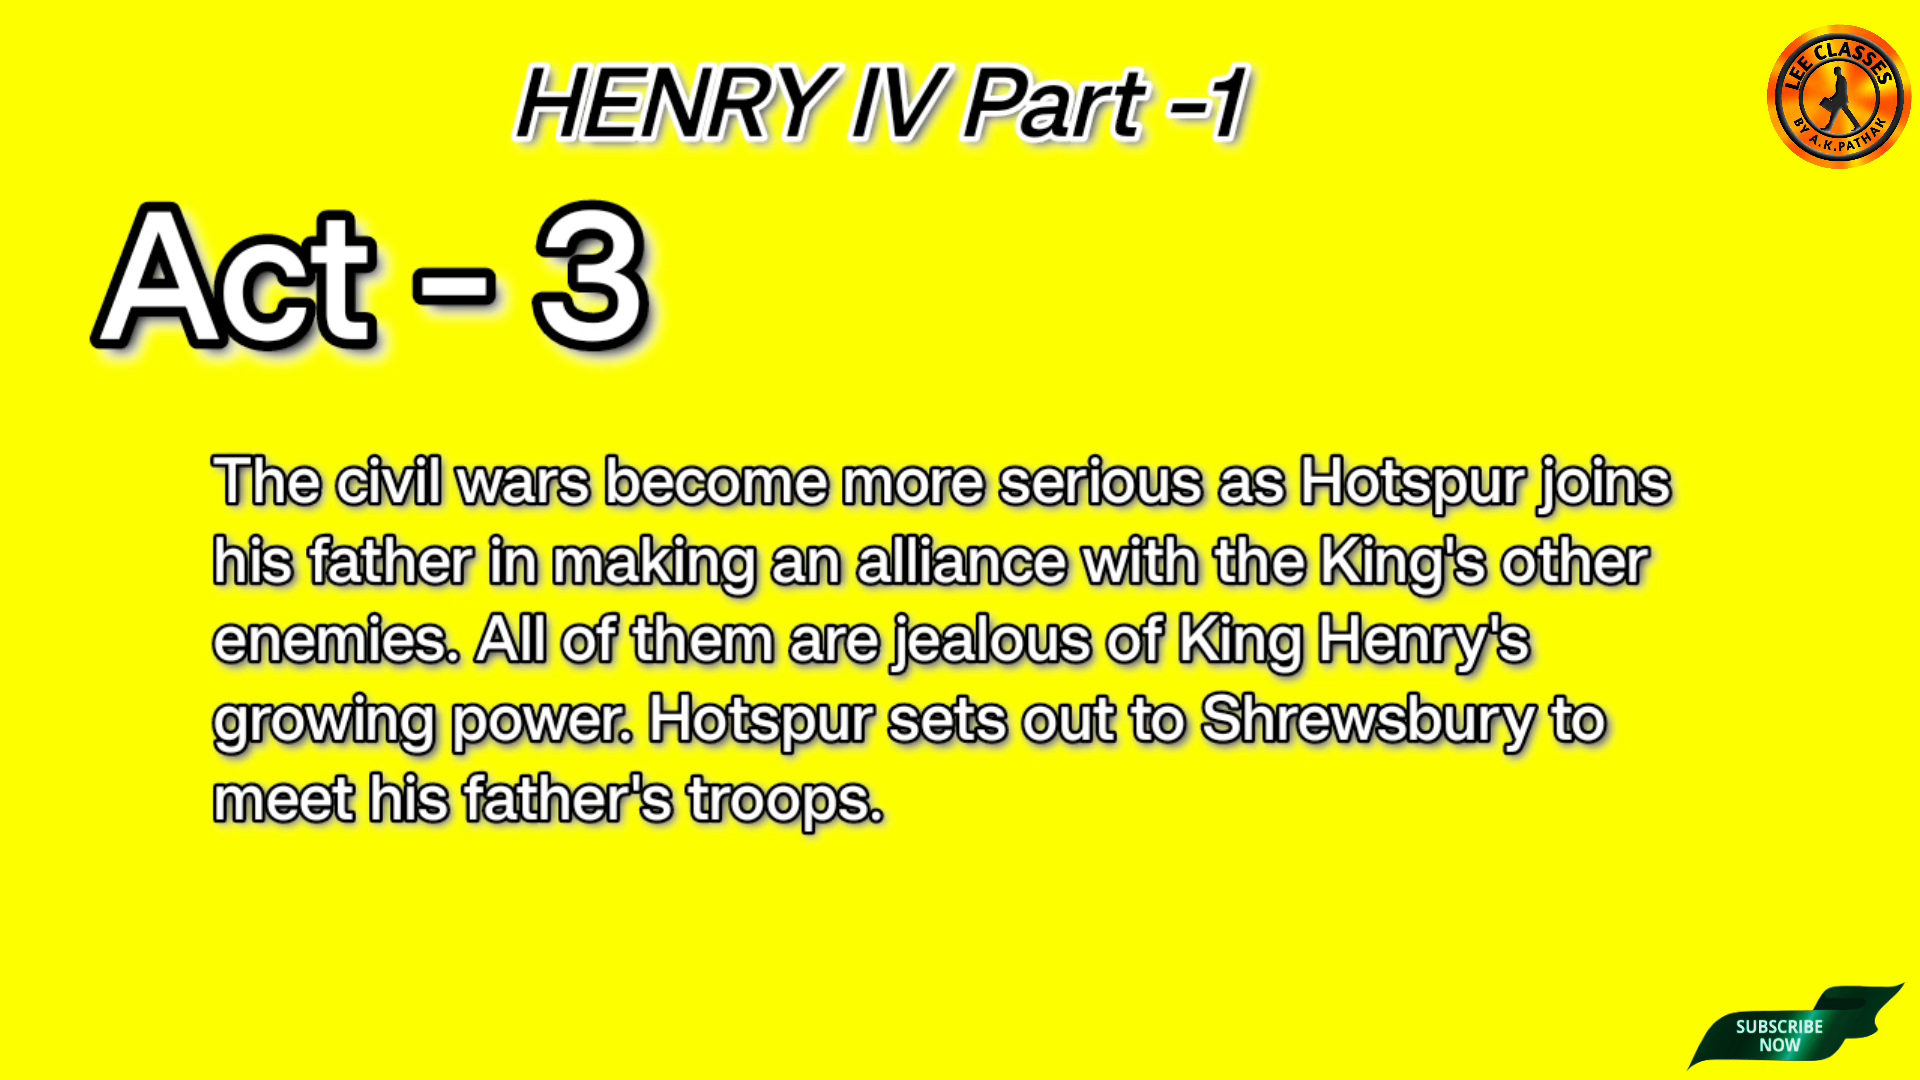 HENRY IV Part -1
LEE CLASSES
BY A.K.PATHAK
Act - 3
The civil wars become more serious as Hotspur joins
his father in making an alliance with the King's other
enemies. All of them are jealous of King Henry's
growing power. Hotspur sets out to Shrewsbury to
meet his father's troops.
SUBSCRIBE
NOW